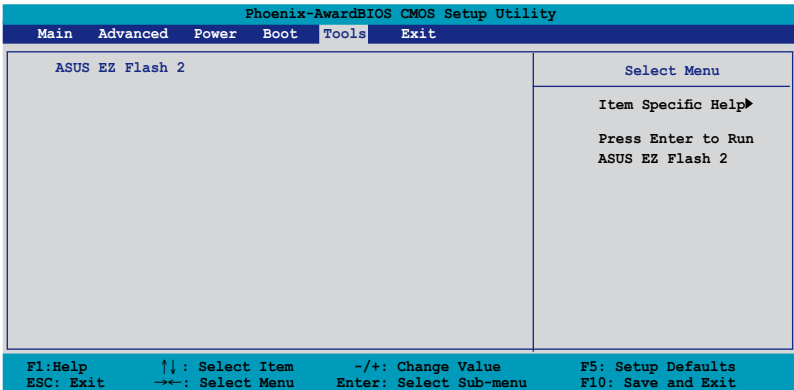 Phoenix-AwardBIOS CMOS Setup Utility
Main Advanced Power Boot Tools Exit
ASUS EZ Flash 2
Select Menu
Item Specific Help▶
Press Enter to Run
ASUS EZ Flash 2
F1:Help ↑↓: Select Item -/+: Change Value F5: Setup Defaults
ESC: Exit →←: Select Menu Enter: Select Sub-menu F10: Save and Exit